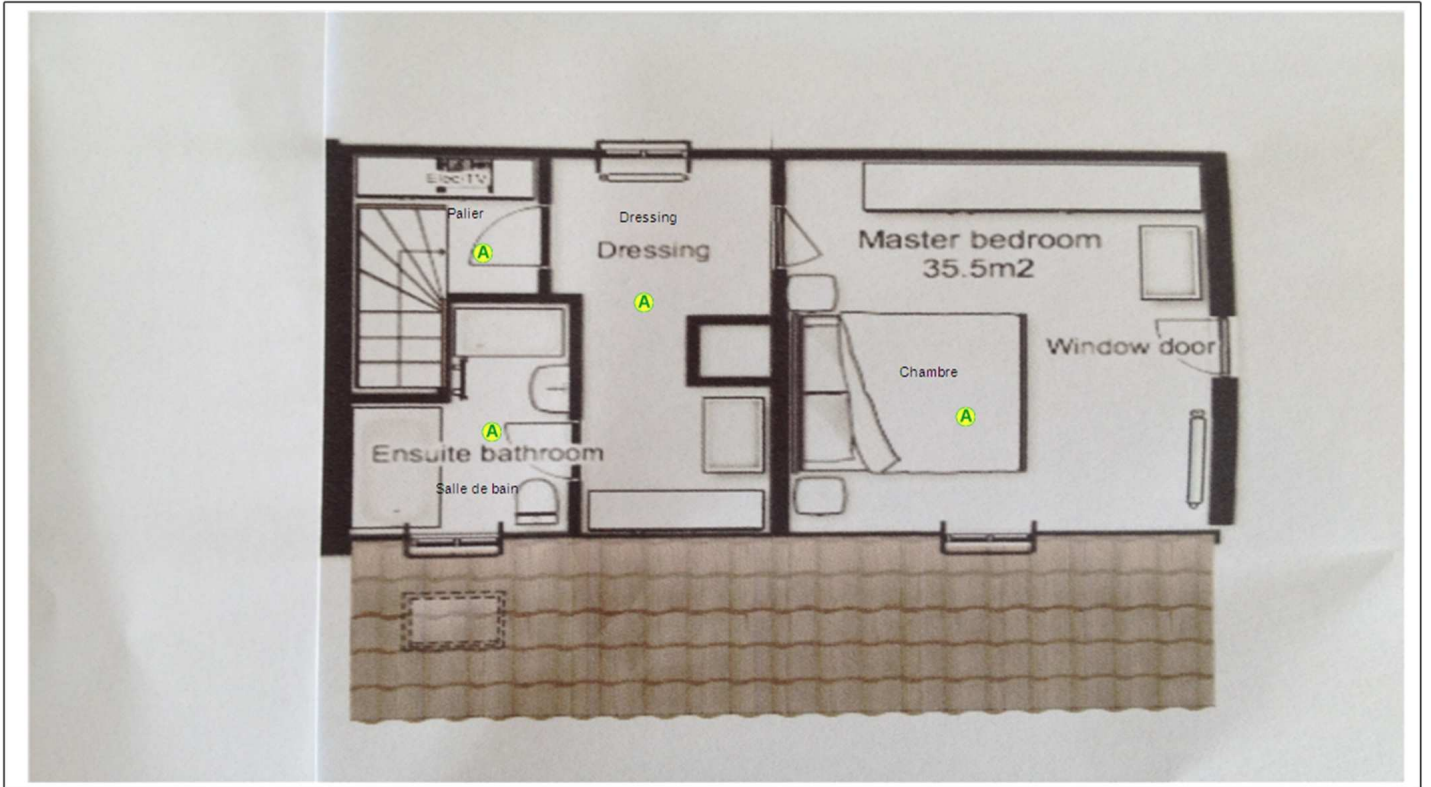 Elec/TV
Palier
A
Dressing
Dressing
A
Master bedroom
35.5m2
Window door
Chambre
A
A
Ensuite bathroom
Salle de bain